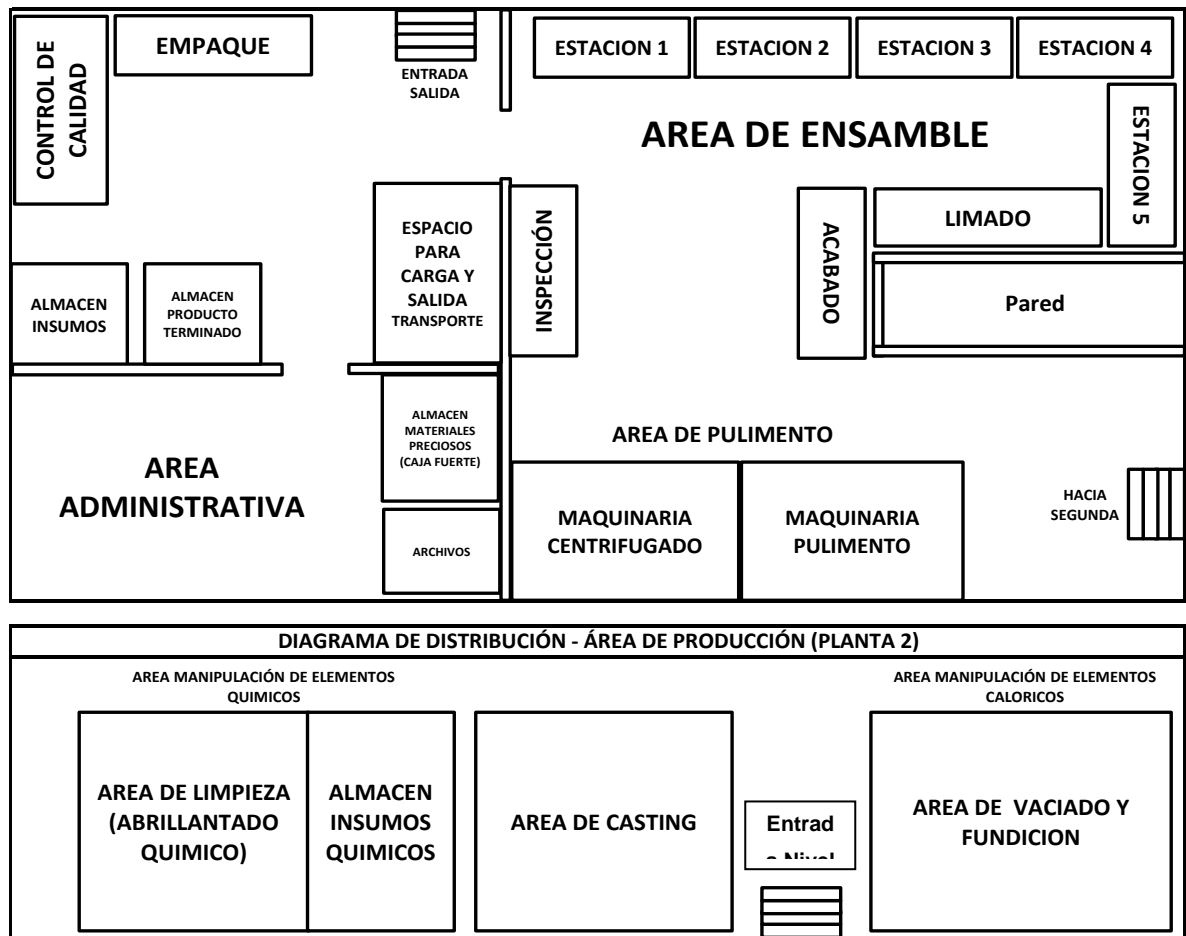 CONTROL DE
CALIDAD
EMPAQUE
ENTRADA
SALIDA
ESTACION 1
ESTACION 2
ESTACION 3
ESTACION 4
AREA DE ENSAMBLE
ESTACION 5
ESPACIO
PARA
CARGA Y
SALIDA
TRANSPORTE
INSPECCIÓN
ACABADO
LIMADO
Pared
ALMACEN
INSUMOS
ALMACEN
PRODUCTO
TERMINADO
AREA
ADMINISTRATIVA
ALMACEN
MATERIALES
PRECIOSOS
(CAJA FUERTE)
ARCHIVOS
AREA DE PULIMENTO
MAQUINARIA
CENTRIFUGADO
MAQUINARIA
PULIMENTO
HACIA
SEGUNDA
DIAGRAMA DE DISTRIBUCIÓN - ÁREA DE PRODUCCIÓN (PLANTA 2)
AREA MANIPULACIÓN DE ELEMENTOS
QUIMICOS
AREA MANIPULACIÓN DE ELEMENTOS
CALORICOS
AREA DE LIMPIEZA
(ABRILLANTADO
QUIMICO)
ALMACEN
INSUMOS
QUIMICOS
AREA DE CASTING
Entrad
AREA DE VACIADO Y
FUNDICION